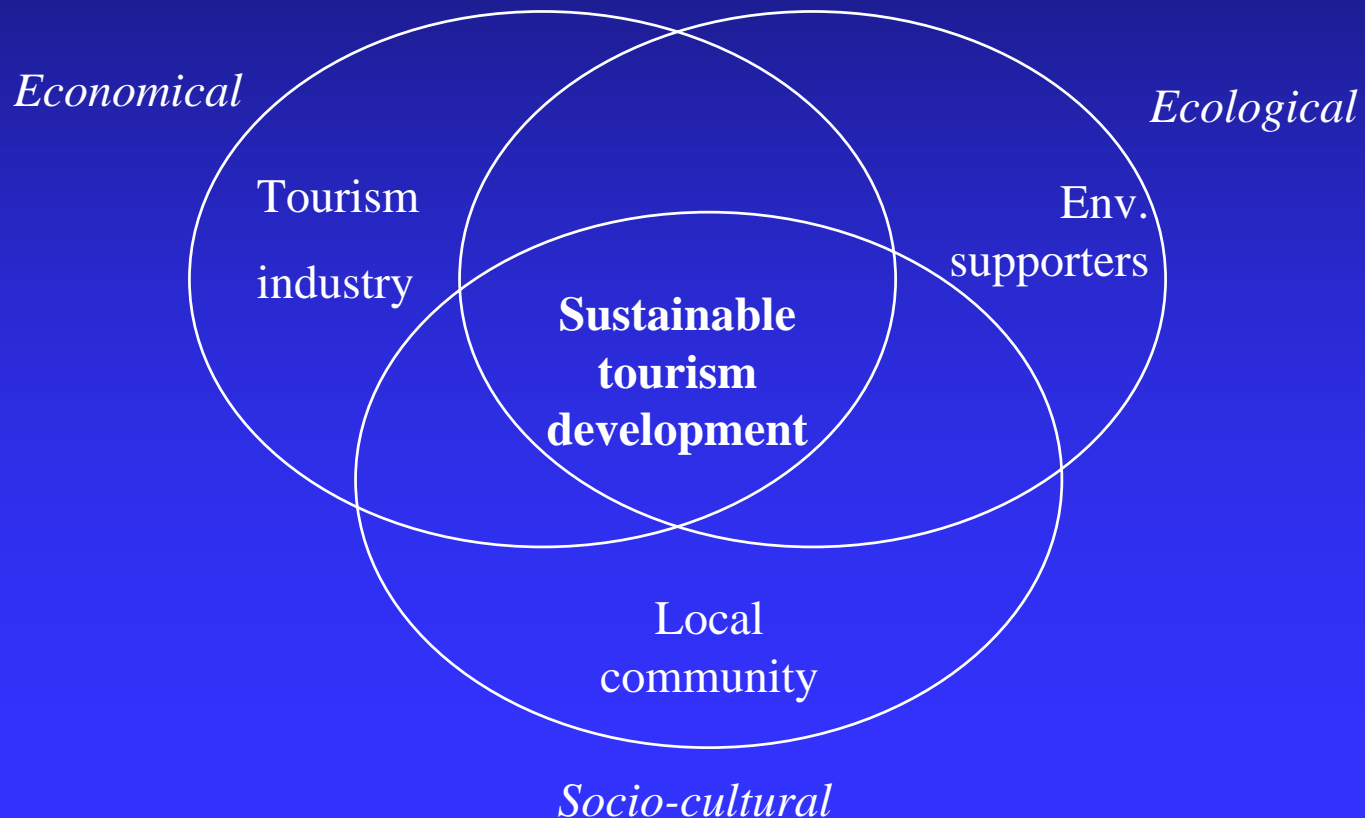 Economical
Ecological
Tourism
industry
Env.
supporters
Sustainable
tourism
development
Local
community
Socio-cultural